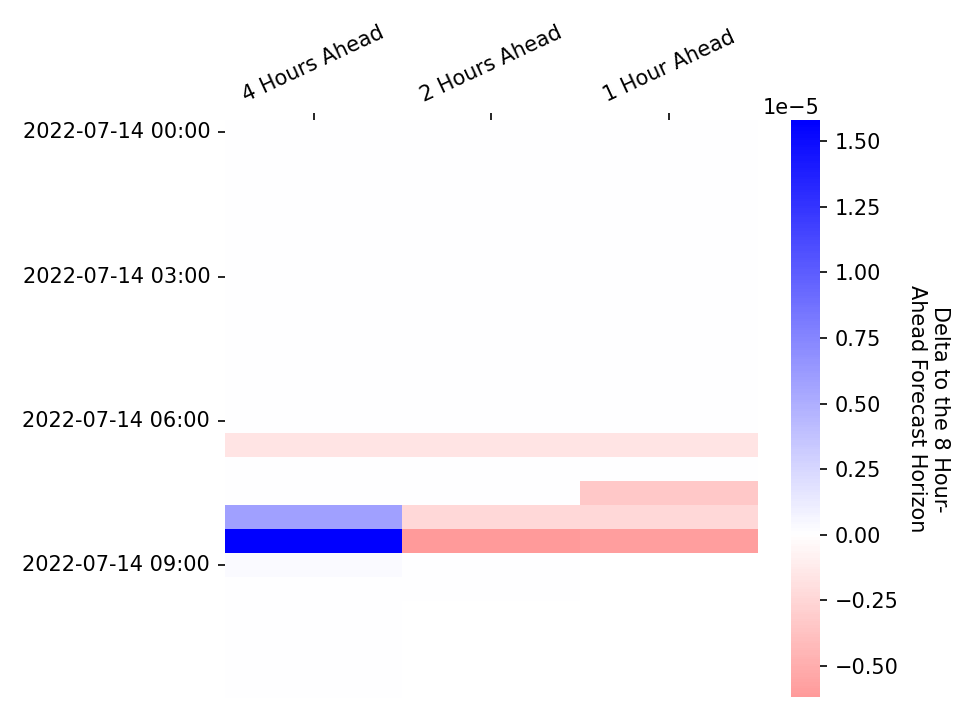 4 Hours Ahead
2 Hours Ahead
1 Hour Ahead
1e−5
2022-07-14 00:00
2022-07-14 03:00
2022-07-14 06:00
2022-07-14 09:00
1.50
1.25
1.00
0.75
0.50
0.25
0.00
−0.25
−0.50
Delta to the 8 Hour-
Ahead Forecast Horizon